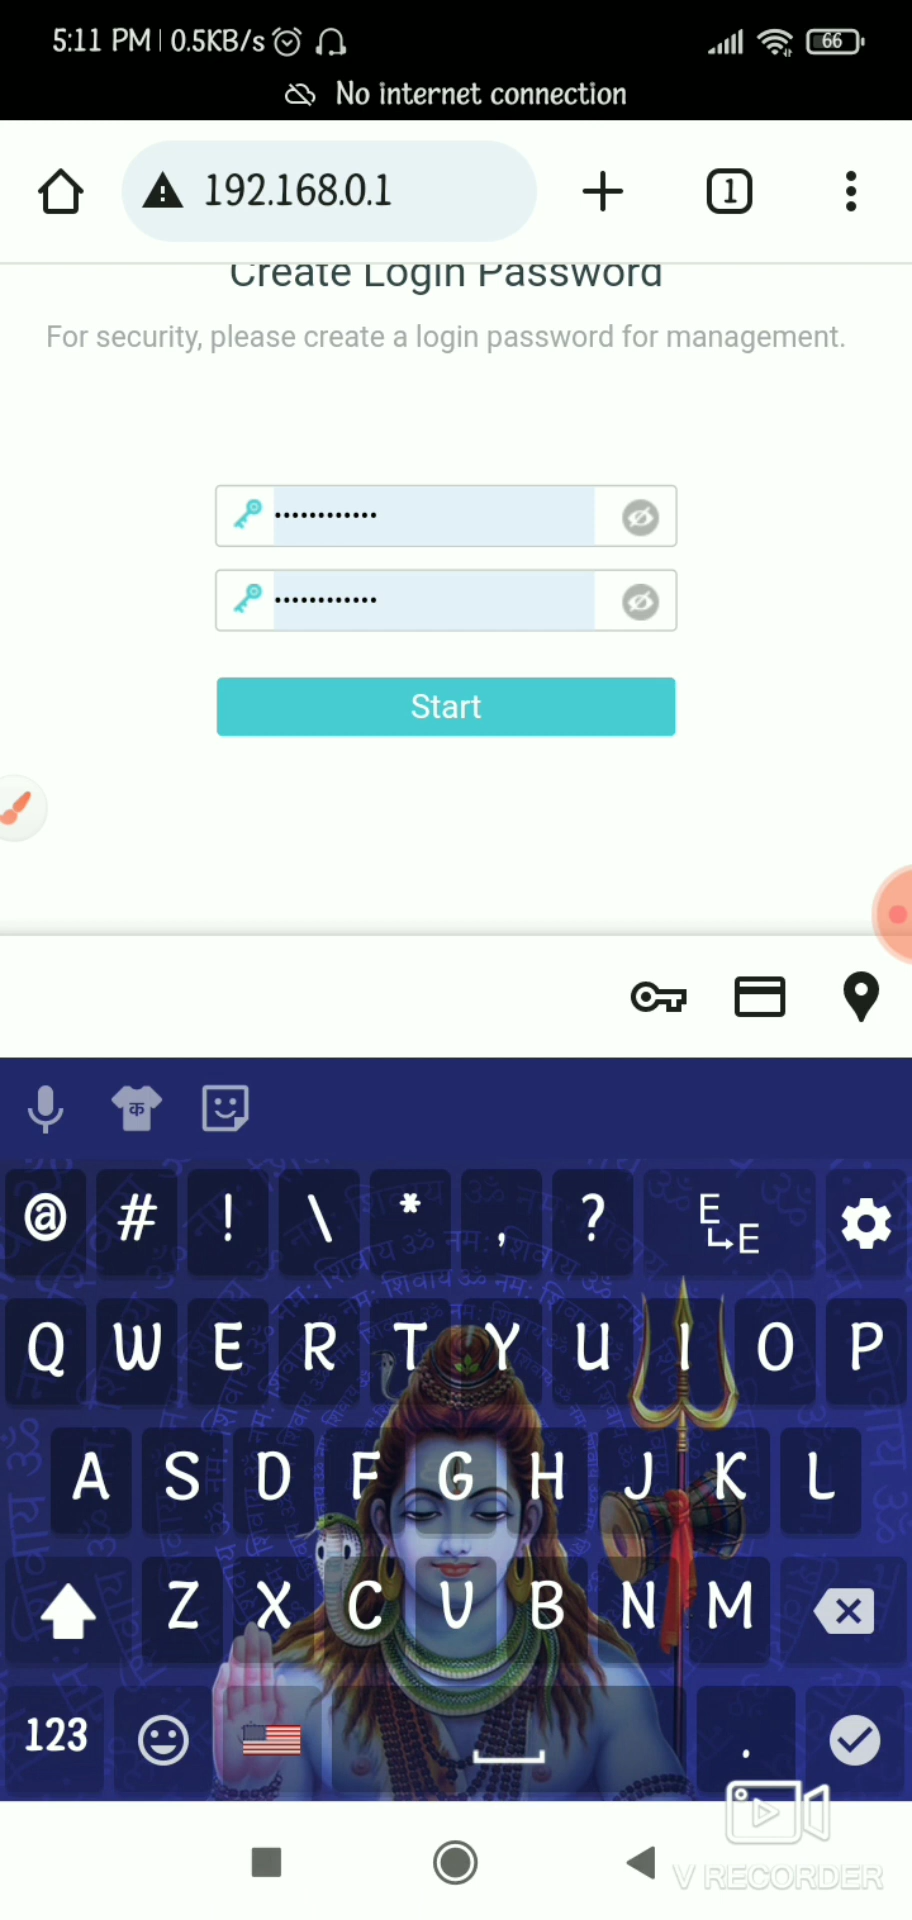 5:11 PM | 0.5KB/s
66
No internet connection
192.168.0.1
1
Create Login Password
For security, please create a login password for management.
............
............
Start
क
@ # ! \ * , ? E E
Q W E R T Y U I O P
A S D F G H J K L
Z X C V B N M
123 .
V RECORDER